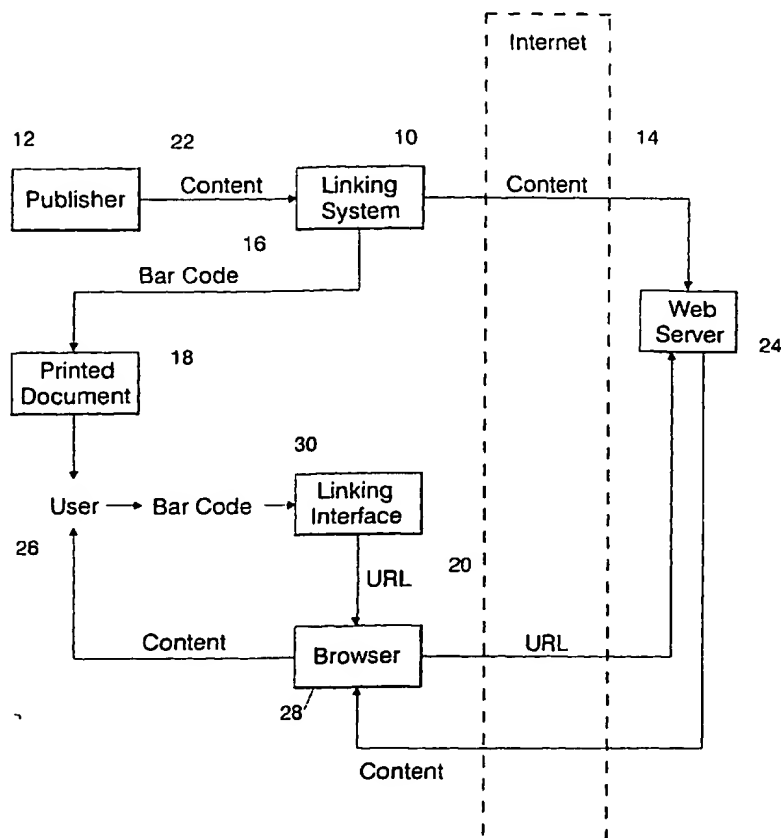 Internet
12
22
10
14
Publisher
Content
Linking
System
Content
16
Bar Code
Web
Server
24
18
Printed
Document
30
User
Bar Code
Linking
Interface
26
20
URL
Content
Browser
URL
28
Content